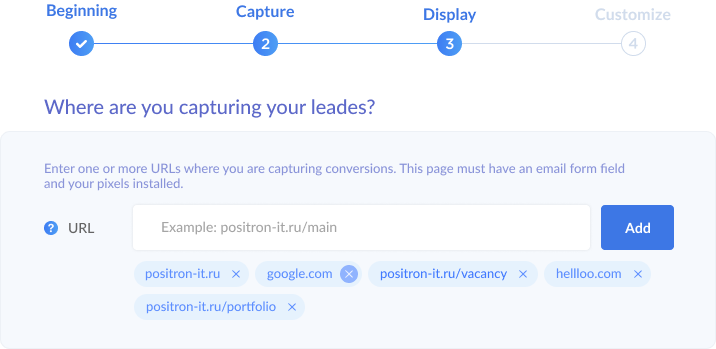 Beginning
Capture
Display
Customize
2
3
4
Where are you capturing your leades?
Enter one or more URLs where you are capturing conversions. This page must have an email form field
and your pixels installed.
? URL
Example: positron-it.ru/main
Add
positron-it.ru ×
google.com ×
positron-it.ru/vacancy ×
hellloo.com ×
positron-it.ru/portfolio ×